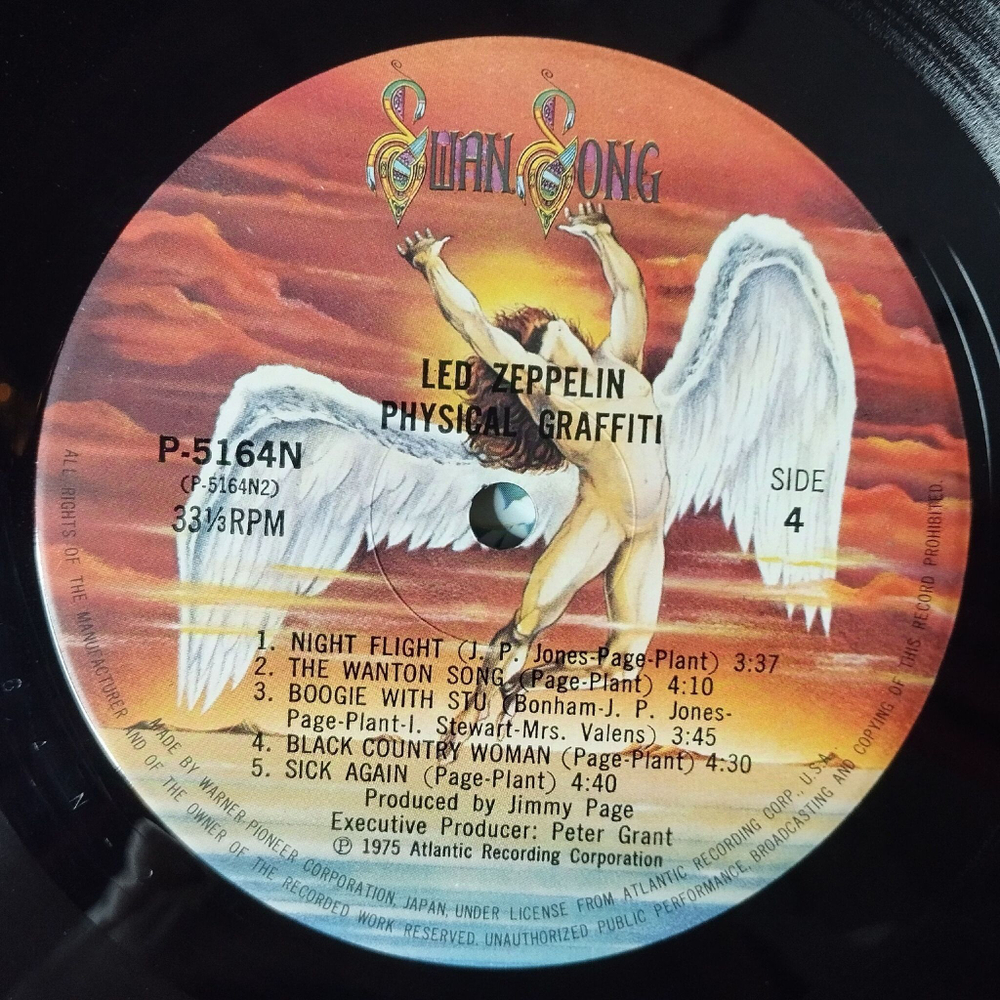 SWAN SONG
LED ZEPPELIN
PHYSICAL GRAFFITI
P-5164N
(P-5164N2)
33⅓RPM
SIDE
4
1. NIGHT FLIGHT (J. P. Jones-Page-Plant) 3:37
2. THE WANTON SONG (Page-Plant) 4:10
3. BOOGIE WITH STU (Bonham-J. P. Jones-
Page-Plant-I. Stewart-Mrs. Valens) 3:45
4. BLACK COUNTRY WOMAN (Page-Plant) 4:30
5. SICK AGAIN (Page-Plant) 4:40
Produced by Jimmy Page
Executive Producer: Peter Grant
Ⓟ 1975 Atlantic Recording Corporation
MADE BY WARNER-PIONEER CORPORATION, JAPAN, UNDER LICENSE FROM ATLANTIC RECORDING CORP., U.S.A.
ALL RIGHTS OF THE MANUFACTURER AND OF THE OWNER OF THE RECORDED WORK RESERVED. UNAUTHORIZED PUBLIC PERFORMANCE, BROADCASTING AND COPYING OF THIS RECORD PROHIBITED.